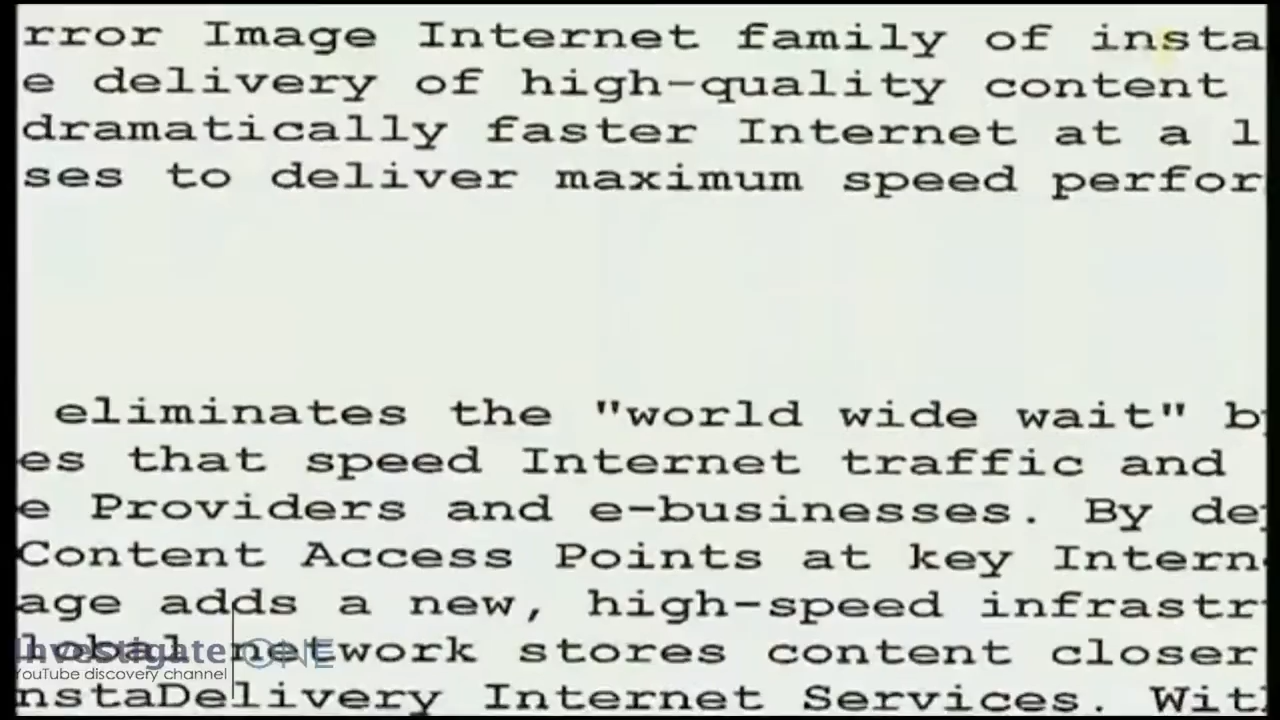 rror Image Internet family of insta
e delivery of high-quality content
dramatically faster Internet at a l
ses to deliver maximum speed perfor
eliminates the "world wide wait" by
es that speed Internet traffic and
e Providers and e-businesses. By de
Content Access Points at key Intern
age adds a new, high-speed infrastr
network stores content closer
InvestigateONE
YouTube discovery channel
nstaDelivery Internet Services. With